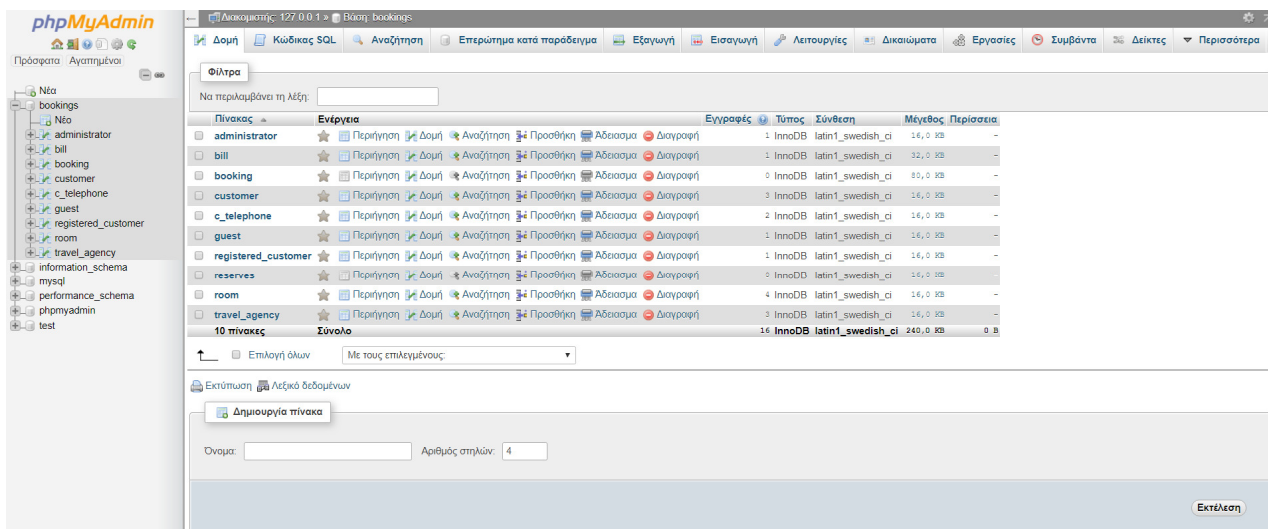 phpMyAdmin
Πρόσφατα Αγαπημένοι
Νέα
bookings
Νέο
administrator
bill
booking
customer
c_telephone
guest
registered_customer
room
travel_agency
information_schema
mysql
performance_schema
phpmyadmin
test
Διακομιστής: 127.0.0.1 » Βάση: bookings
Δομή Κώδικας SQL Αναζήτηση Επερώτημα κατά παράδειγμα Εξαγωγή Εισαγωγή Λειτουργίες Δικαιώματα Εργασίες Συμβάντα Δείκτες Περισσότερα
Φίλτρα
Να περιλαμβάνει τη λέξη:
Πίνακας Ενέργεια Εγγραφές Τύπος Σύνθεση Μέγεθος Περίσσεια
administrator Περιήγηση Δομή Αναζήτηση Προσθήκη Άδειασμα Διαγραφή 1 InnoDB latin1_swedish_ci 16,0 KB -
bill Περιήγηση Δομή Αναζήτηση Προσθήκη Άδειασμα Διαγραφή 1 InnoDB latin1_swedish_ci 32,0 KB -
booking Περιήγηση Δομή Αναζήτηση Προσθήκη Άδειασμα Διαγραφή 0 InnoDB latin1_swedish_ci 80,0 KB -
customer Περιήγηση Δομή Αναζήτηση Προσθήκη Άδειασμα Διαγραφή 3 InnoDB latin1_swedish_ci 16,0 KB -
c_telephone Περιήγηση Δομή Αναζήτηση Προσθήκη Άδειασμα Διαγραφή 2 InnoDB latin1_swedish_ci 16,0 KB -
guest Περιήγηση Δομή Αναζήτηση Προσθήκη Άδειασμα Διαγραφή 1 InnoDB latin1_swedish_ci 16,0 KB -
registered_customer Περιήγηση Δομή Αναζήτηση Προσθήκη Άδειασμα Διαγραφή 1 InnoDB latin1_swedish_ci 16,0 KB -
reserves Περιήγηση Δομή Αναζήτηση Προσθήκη Άδειασμα Διαγραφή 0 InnoDB latin1_swedish_ci 16,0 KB -
room Περιήγηση Δομή Αναζήτηση Προσθήκη Άδειασμα Διαγραφή 4 InnoDB latin1_swedish_ci 16,0 KB -
travel_agency Περιήγηση Δομή Αναζήτηση Προσθήκη Άδειασμα Διαγραφή 3 InnoDB latin1_swedish_ci 16,0 KB -
10 πίνακες Σύνολο 16 InnoDB latin1_swedish_ci 240,0 KB 0 B
Επιλογή όλων Με τους επιλεγμένους:
Εκτύπωση Λεξικό δεδομένων
Δημιουργία πίνακα
Όνομα: Αριθμός στηλών: 4
Εκτέλεση